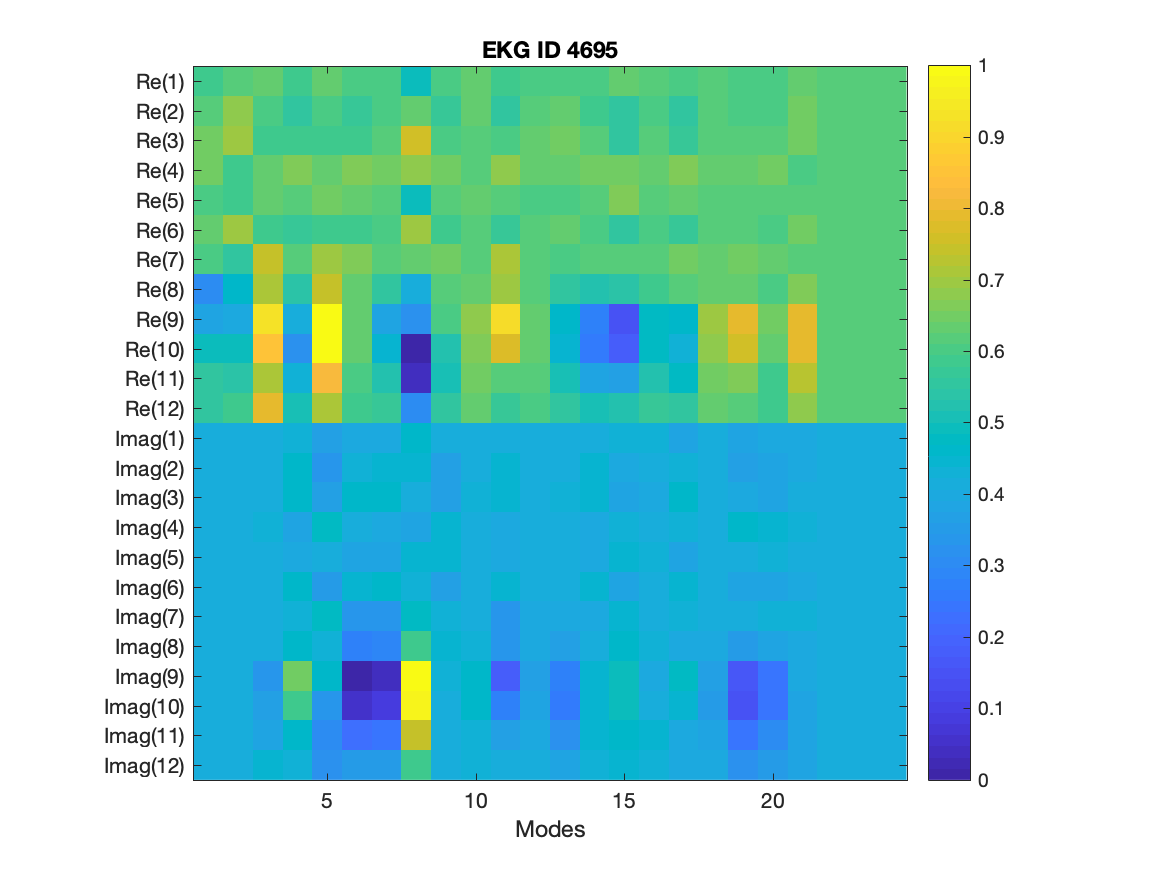 EKG ID 4695
Re(1)
Re(2)
Re(3)
Re(4)
Re(5)
Re(6)
Re(7)
Re(8)
Re(9)
Re(10)
Re(11)
Re(12)
Imag(1)
Imag(2)
Imag(3)
Imag(4)
Imag(5)
Imag(6)
Imag(7)
Imag(8)
Imag(9)
Imag(10)
Imag(11)
Imag(12)
5 10 15 20
Modes
1
0.9
0.8
0.7
0.6
0.5
0.4
0.3
0.2
0.1
0